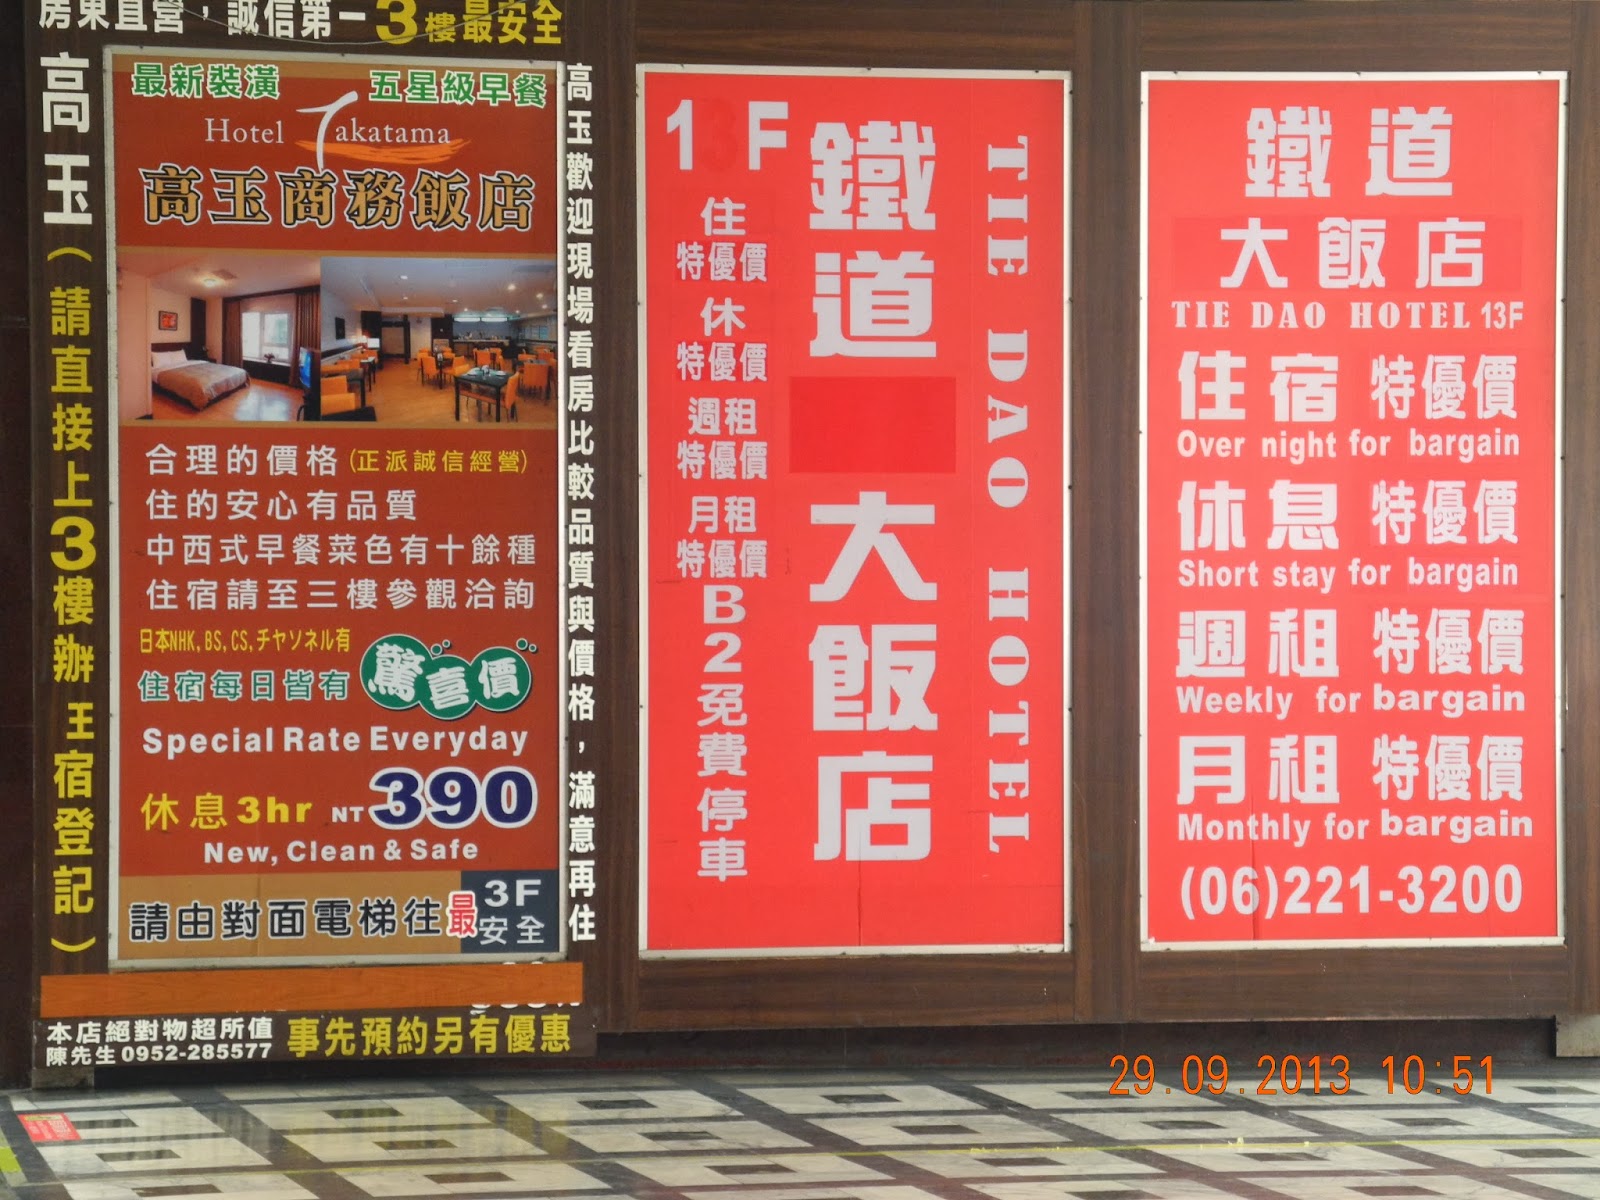 房東直營，誠信第一3樓最安全
高玉（請直接上3樓辦 王宿登記）
最新裝潢 五星級早餐
Hotel Takatama
高玉商務飯店
合理的價格(正派誠信經營)
住的安心有品質
中西式早餐菜色有十餘種
住宿請至三樓參觀洽詢
日本NHK,BS,CS,チヤソネル有
住宿每日皆有 驚喜價
Special Rate Everyday
休息3hr NT390
New, Clean & Safe
請由對面電梯往最
3F
安全
高玉歡迎現場看房比較品質與價格，滿意再住
本店絕對物超所值
陳先生0952-285577
事先預約另有優惠
13F
住
特優價
休
特優價
週租
特優價
月租
特優價
B2免費停車
鐵道 大飯店
TIE DAO HOTEL
鐵道
大飯店
TIE DAO HOTEL 13F
住宿 特優價
Over night for bargain
休息 特優價
Short stay for bargain
週租 特優價
Weekly for bargain
月租 特優價
Monthly for bargain
(06)221-3200
29.09.2013 10:51